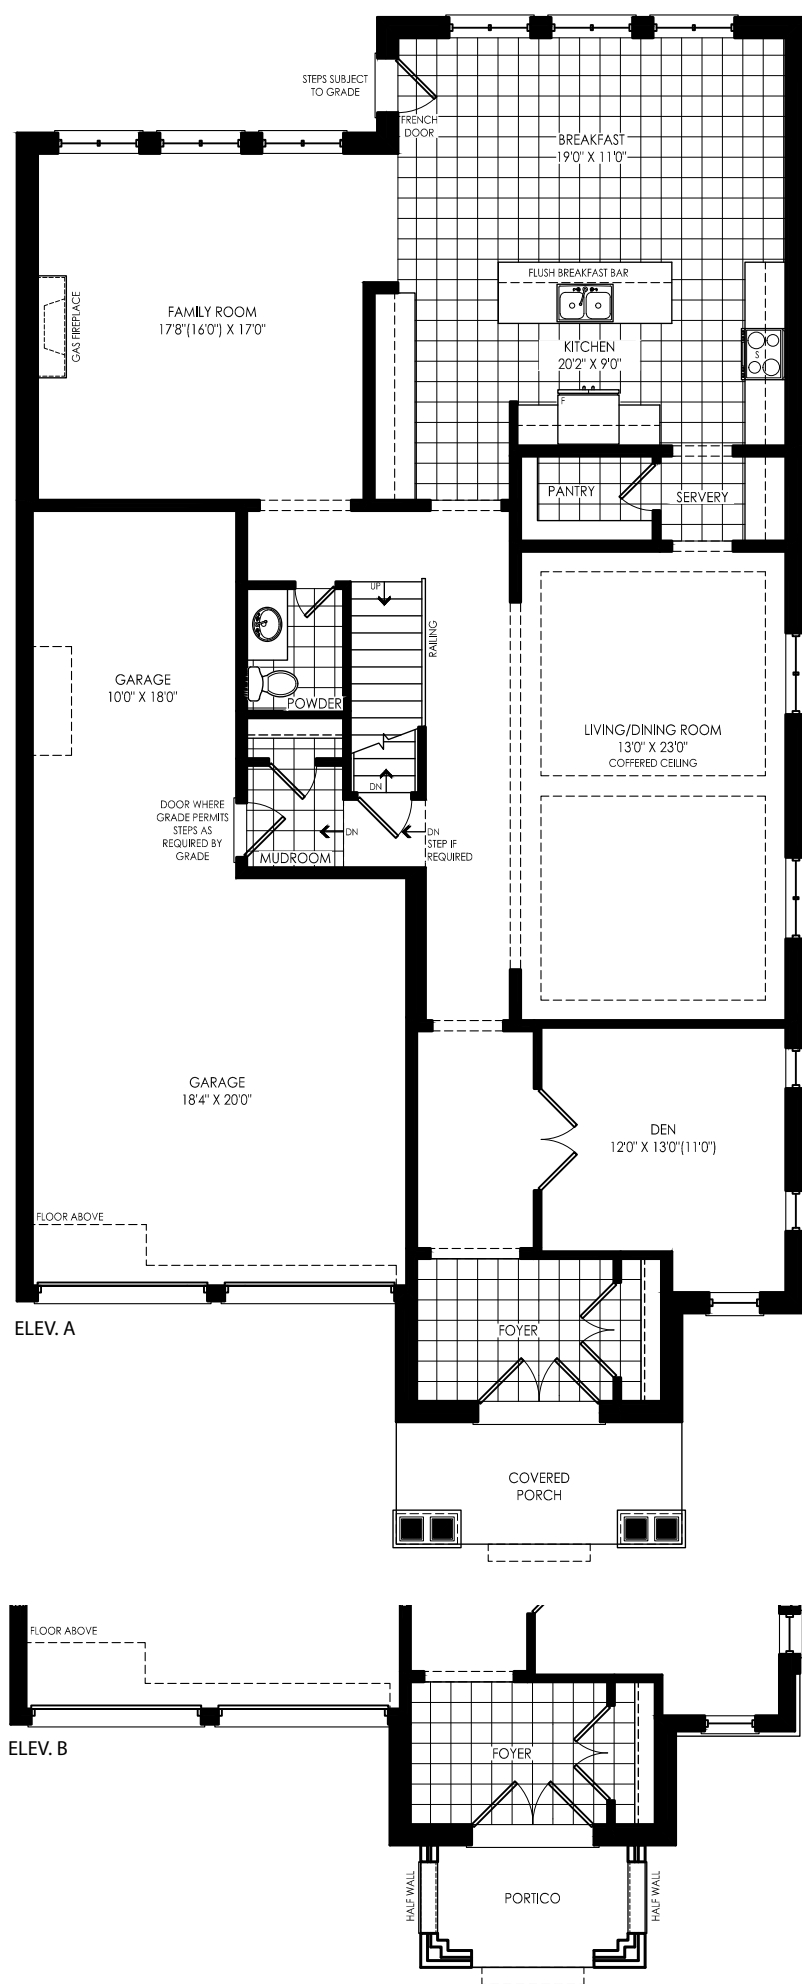 STEPS SUBJECT
TO GRADE
FRENCH
DOOR
BREAKFAST
19'0" X 11'0"
FLUSH BREAKFAST BAR
GAS FIREPLACE
FAMILY ROOM
17'8"(16'0") X 17'0"
KITCHEN
20'2" X 9'0"
S
F
PANTRY
SERVERY
UP
RAILING
GARAGE
10'0" X 18'0"
POWDER
LIVING/DINING ROOM
13'0" X 23'0"
COFFERED CEILING
DN
DOOR WHERE
GRADE PERMITS
STEPS AS
REQUIRED BY
GRADE
DN
DN
STEP IF
REQUIRED
MUDROOM
GARAGE
18'4" X 20'0"
DEN
12'0" X 13'0"(11'0")
FLOOR ABOVE
ELEV. A
FOYER
COVERED
PORCH
FLOOR ABOVE
ELEV. B
FOYER
HALF WALL
PORTICO
HALF WALL